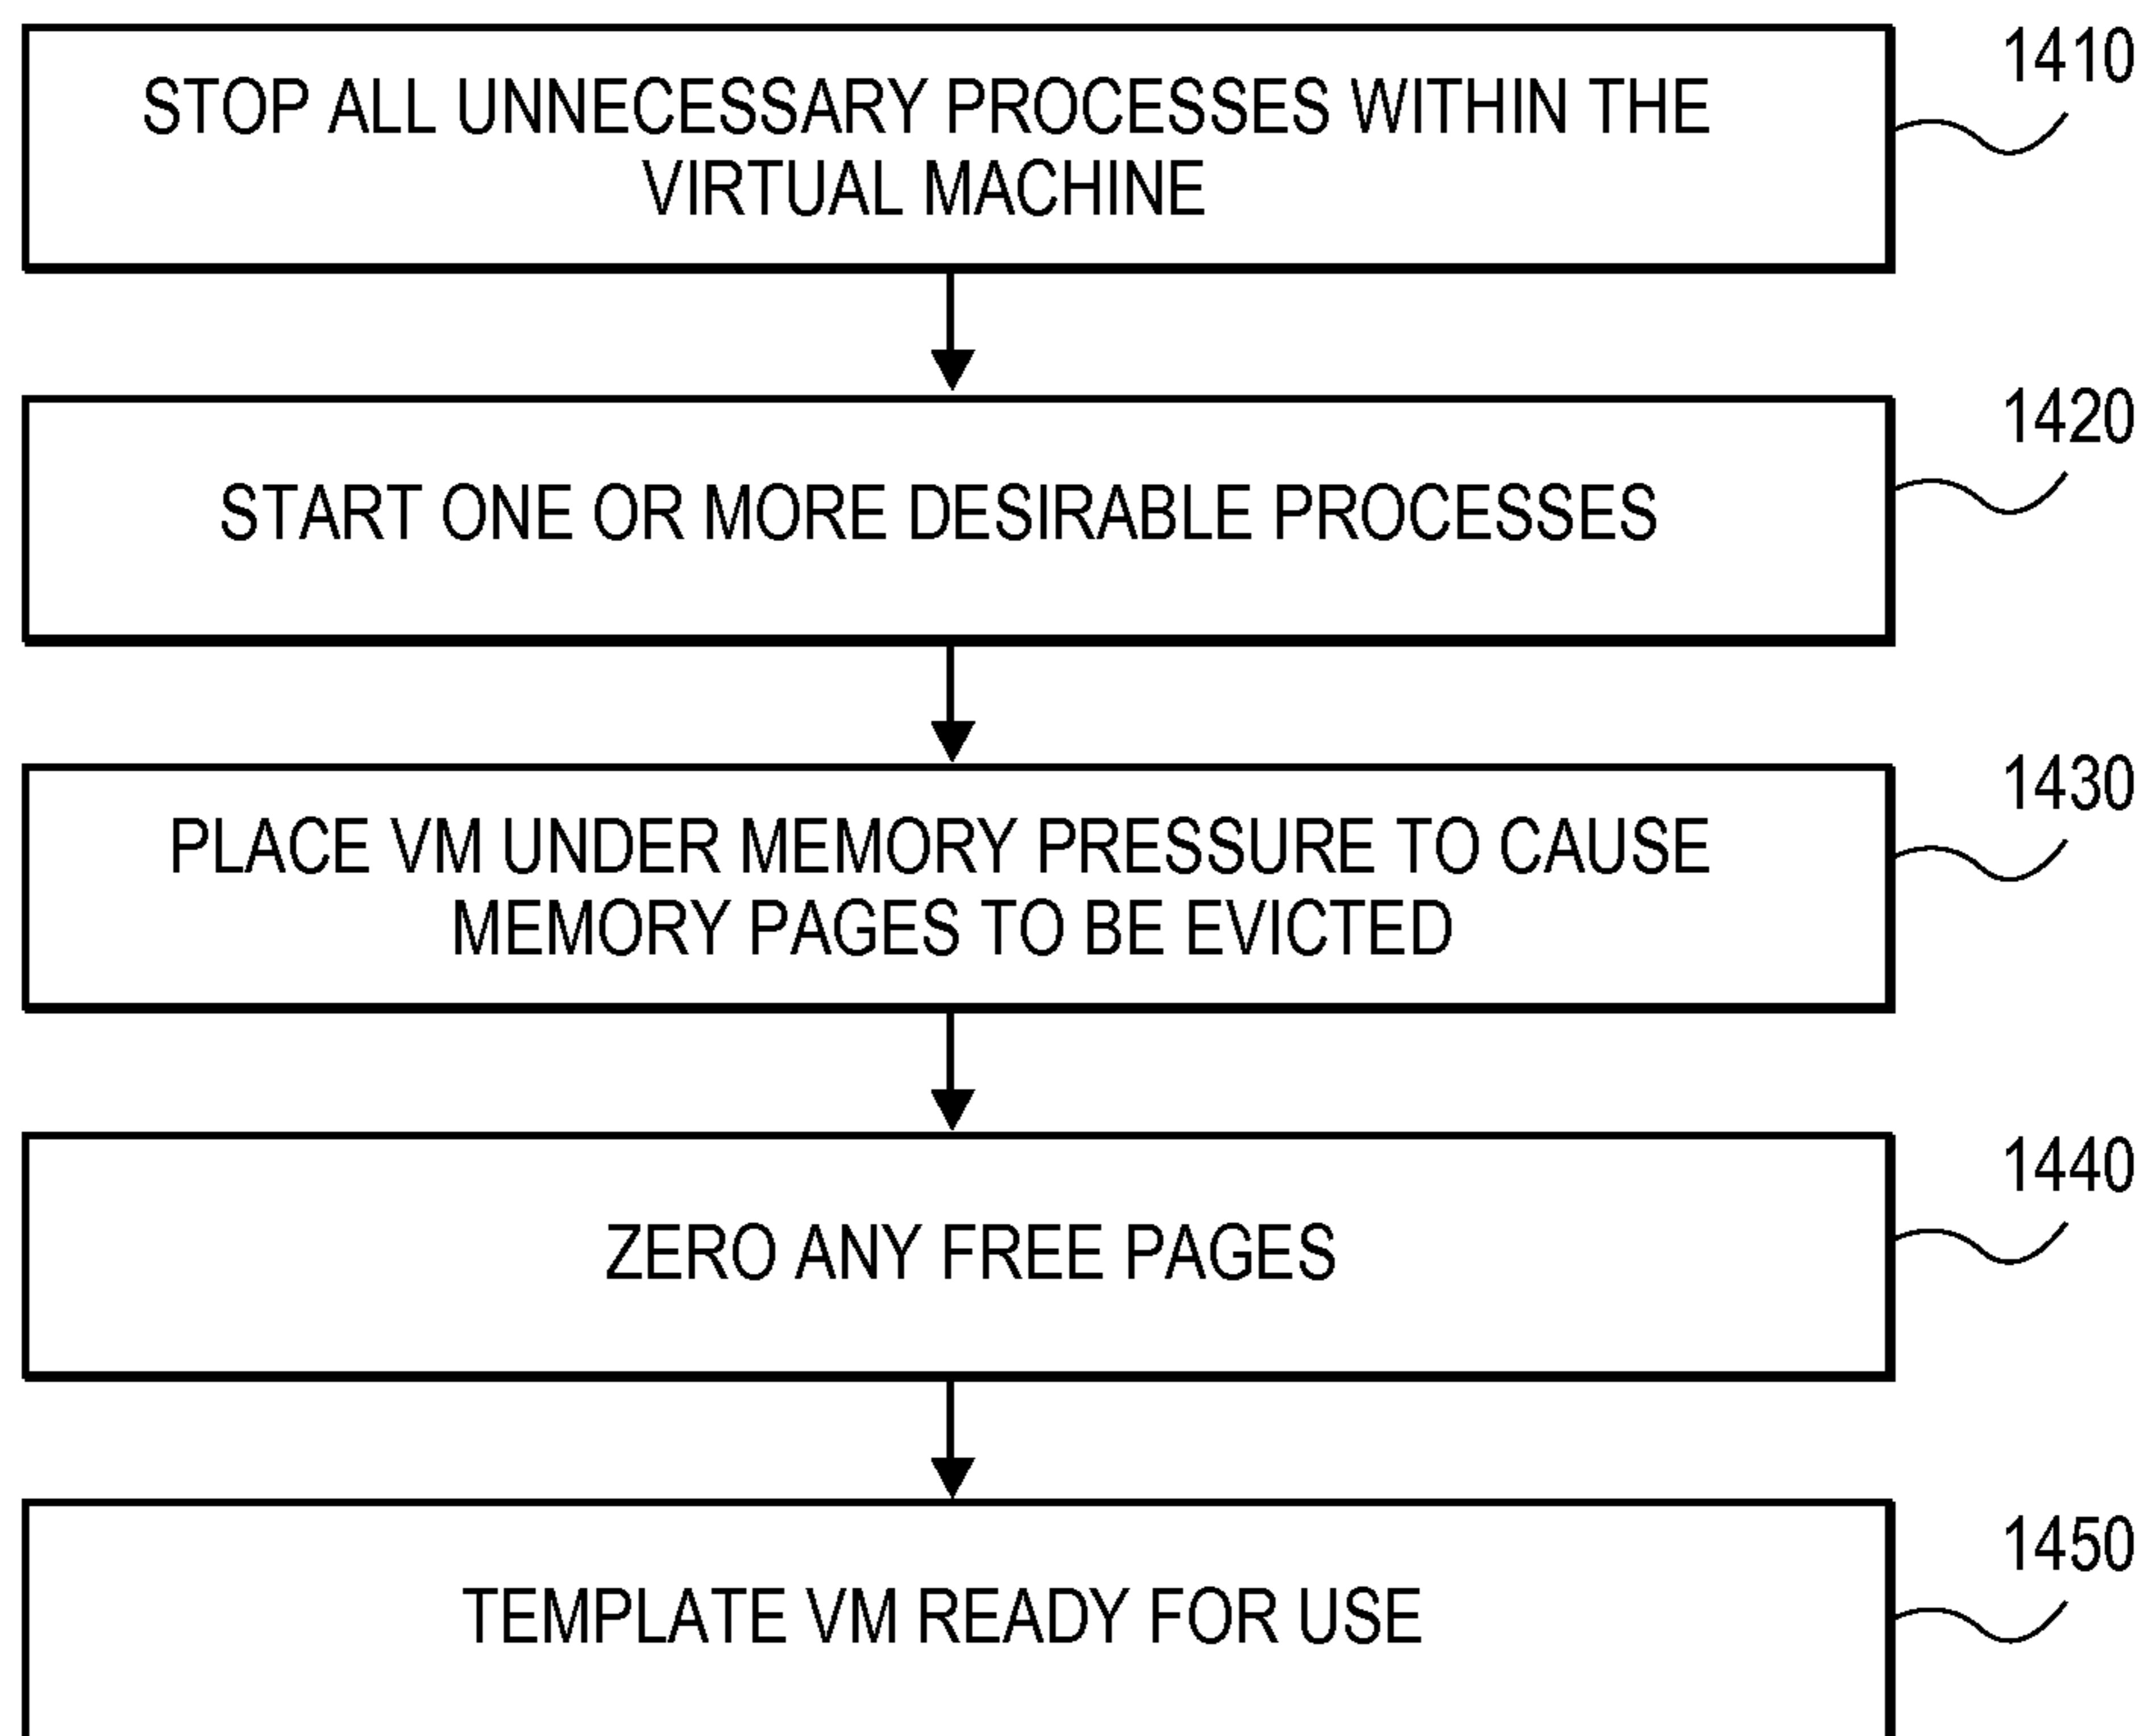 1410
STOP ALL UNNECESSARY PROCESSES WITHIN THE
VIRTUAL MACHINE
1420
START ONE OR MORE DESIRABLE PROCESSES
1430
PLACE VM UNDER MEMORY PRESSURE TO CAUSE
MEMORY PAGES TO BE EVICTED
1440
ZERO ANY FREE PAGES
1450
TEMPLATE VM READY FOR USE